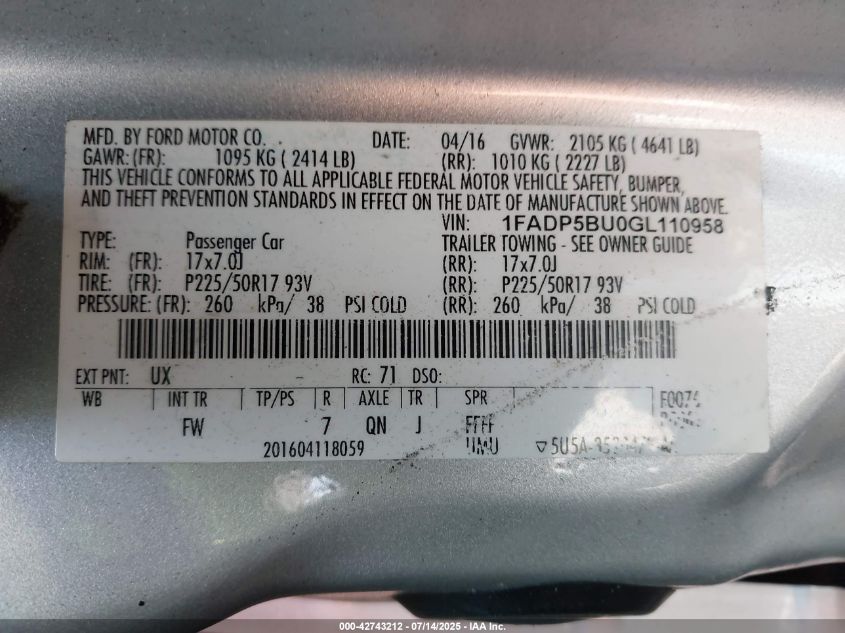 MFD. BY FORD MOTOR CO. DATE: 04/16 GVWR: 2105 KG ( 4641 LB)
GAWR: (FR): 1095 KG ( 2414 LB) (RR): 1010 KG ( 2227 LB)
THIS VEHICLE CONFORMS TO ALL APPLICABLE FEDERAL MOTOR VEHICLE SAFETY, BUMPER,
AND THEFT PREVENTION STANDARDS IN EFFECT ON THE DATE OF MANUFACTURE SHOWN ABOVE.
VIN: 1FADP5BU0GL110958
TYPE: Passenger Car TRAILER TOWING - SEE OWNER GUIDE
RIM: (FR): 17x7.0J (RR): 17x7.0J
TIRE: (FR): P225/50R17 93V (RR): P225/50R17 93V
PRESSURE: (FR): 260 kPa/ 38 PSI COLD (RR): 260 kPa/ 38 PSI COLD
EXT PNT: UX RC: 71 DSO:
WB INT TR TP/PS R AXLE TR SPR
FW 7 QN J FFFF
201604118059 UMU
000-42743212 - 07/14/2025 - IAA Inc.